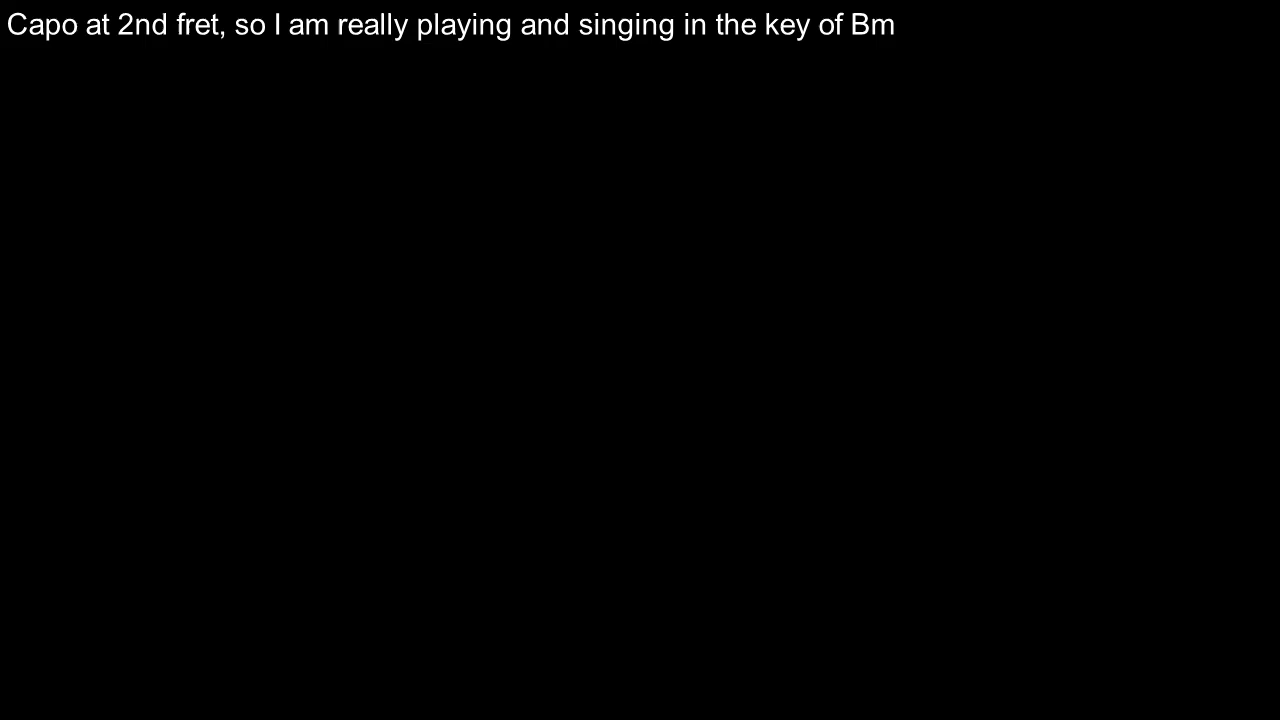 Capo at 2nd fret, so I am really playing and singing in the key of Bm